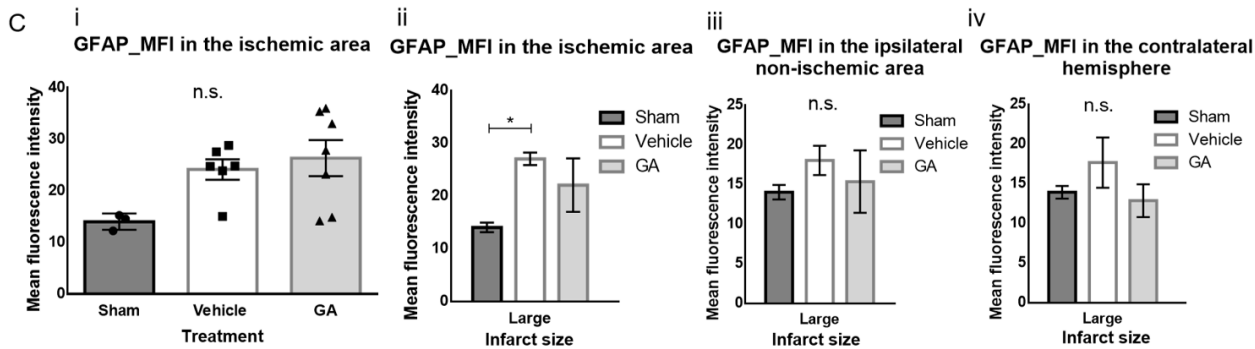 C
i
GFAP_MFI in the ischemic area
n.s.
40
30
20
10
0
Mean fluorescence intensity
Sham
Vehicle
GA
Treatment
ii
GFAP_MFI in the ischemic area
*
Sham
Vehicle
GA
40
30
20
10
0
Mean fluorescence intensity
Large
Infarct size
iii
GFAP_MFI in the ipsilateral
non-ischemic area
n.s.
Sham
Vehicle
GA
25
20
15
10
5
0
Mean fluorescence intensity
Large
Infarct size
iv
GFAP_MFI in the contralateral
hemisphere
n.s.
Sham
Vehicle
GA
25
20
15
10
5
0
Mean fluorescence intensity
Large
Infarct size